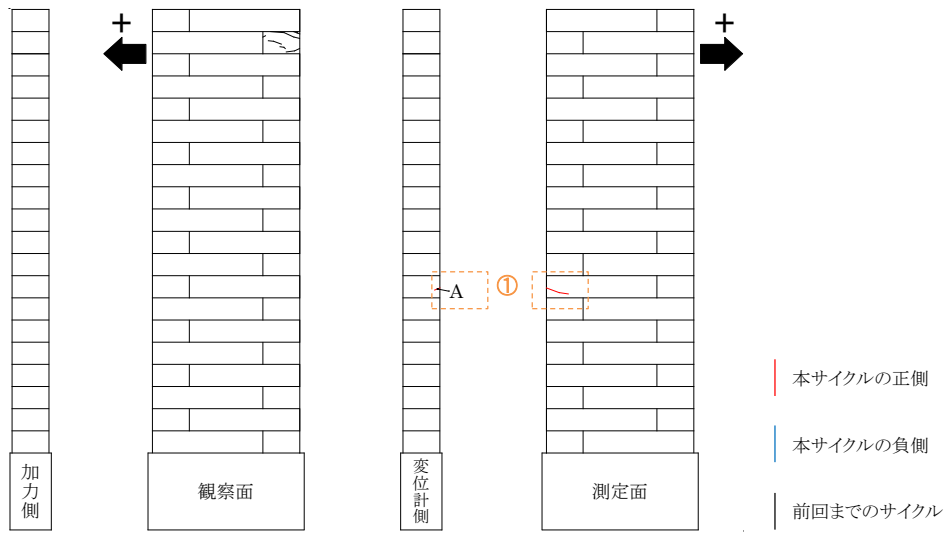 +
+
①
A
本サイクルの正側
本サイクルの負側
前回までのサイクル
加力側
観察面
変位計側
測定面